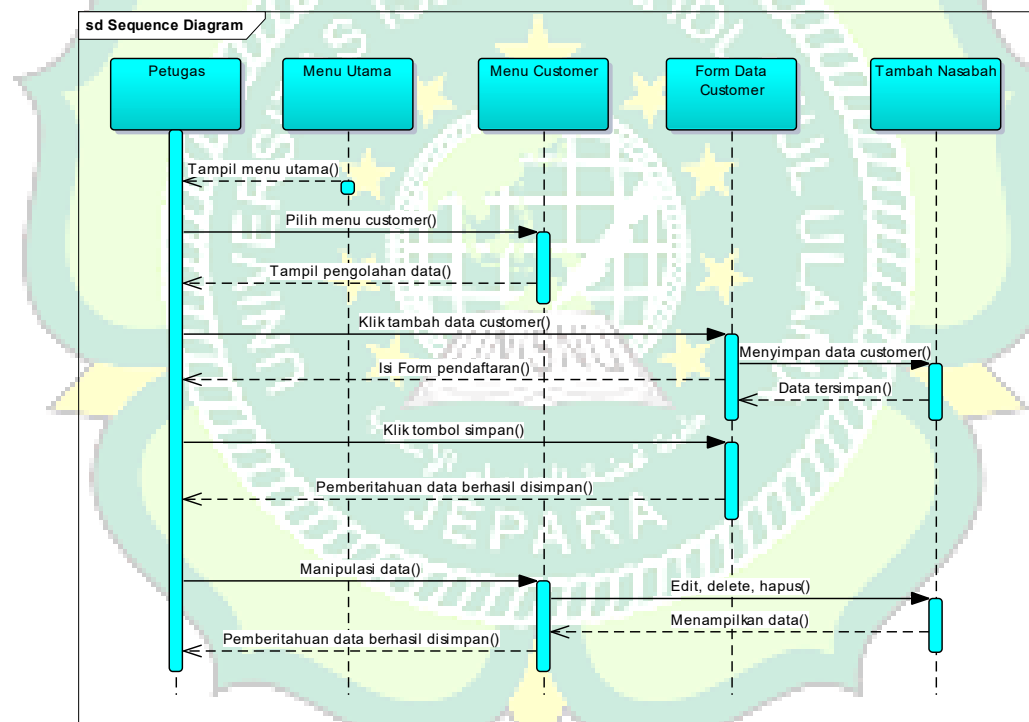 sd Sequence Diagram
Petugas
Menu Utama
Menu Customer
Form Data
Customer
Tambah Nasabah
Tampil menu utama()
Pilih menu customer()
Tampil pengolahan data()
Klik tambah data customer()
Menyimpan data customer()
Isi Form pendaftaran()
Data tersimpan()
Klik tombol simpan()
Pemberitahuan data berhasil disimpan()
Manipulasi data()
Edit, delete, hapus()
Menampilkan data()
Pemberitahuan data berhasil disimpan()
JEPARA